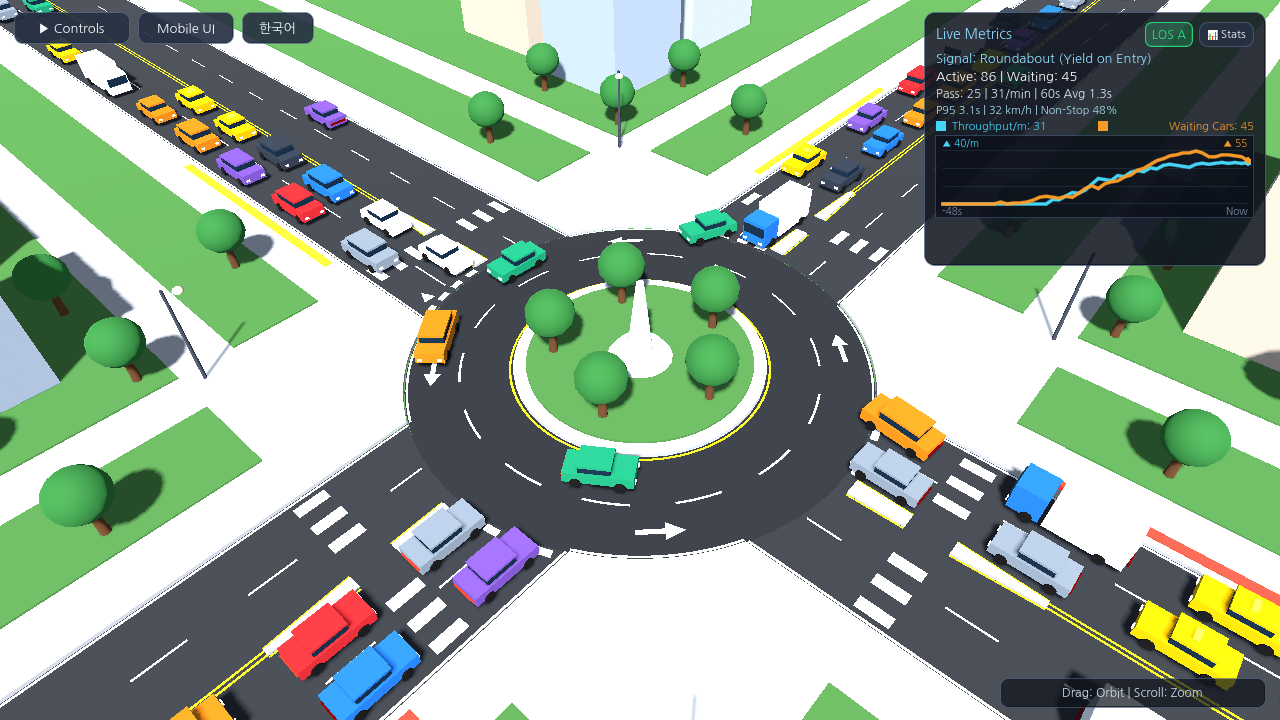 ▶ Controls
Mobile UI
한국어
Live Metrics
LOS A
📊 Stats
Signal: Roundabout (Yield on Entry)
Active: 86 | Waiting: 45
Pass: 25 | 31/min | 60s Avg 1.3s
P95 3.1s | 32 km/h | Non-Stop 48%
Throughput/m: 31
Waiting Cars: 45
▲ 40/m
▲ 55
-48s
Now
Drag: Orbit | Scroll: Zoom